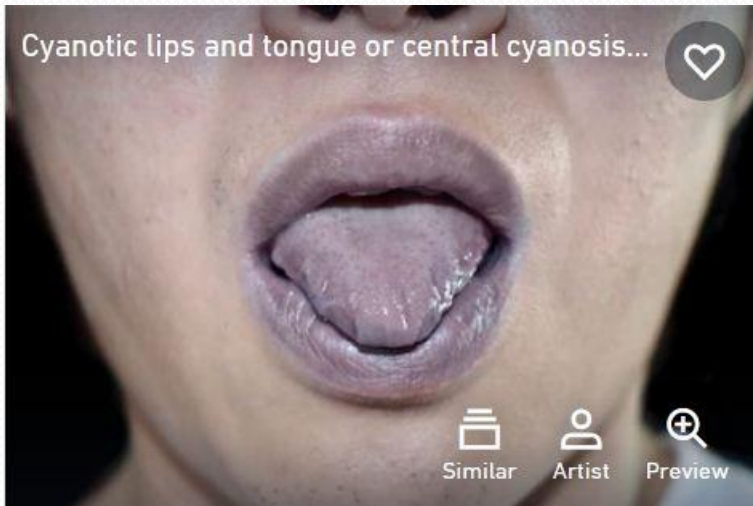 Cyanotic lips and tongue or central cyanosis...
Similar
Artist
Preview